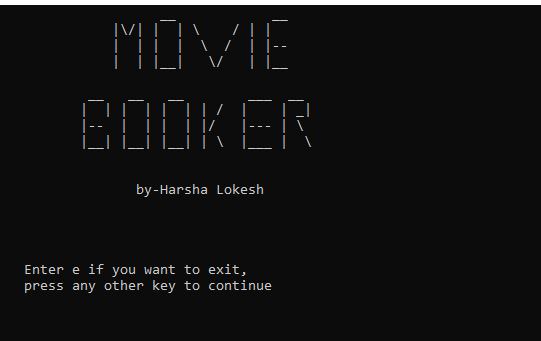 MOVIE
BOOKER
by-Harsha Lokesh
Enter e if you want to exit,
press any other key to continue